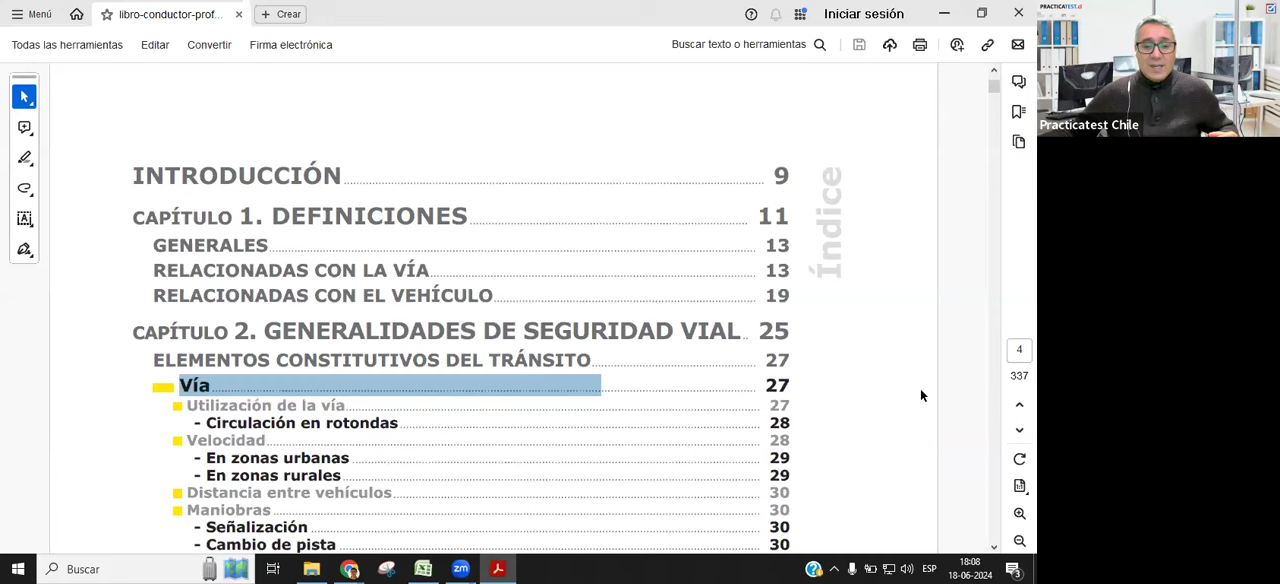 Menú
libro-conductor-prof...
Crear
Iniciar sesión
Todas las herramientas
Editar
Convertir
Firma electrónica
Buscar texto o herramientas
PRACTICATEST.cl
Practicatest Chile
Índice
INTRODUCCIÓN 9
CAPÍTULO 1. DEFINICIONES 11
GENERALES 13
RELACIONADAS CON LA VÍA 13
RELACIONADAS CON EL VEHÍCULO 19
CAPÍTULO 2. GENERALIDADES DE SEGURIDAD VIAL 25
ELEMENTOS CONSTITUTIVOS DEL TRÁNSITO 27
Vía 27
Utilización de la vía 27
- Circulación en rotondas 28
Velocidad 28
- En zonas urbanas 29
- En zonas rurales 29
Distancia entre vehículos 30
Maniobras 30
- Señalización 30
- Cambio de pista 30
4
337
Buscar
ESP
18:08
18-06-2024
3